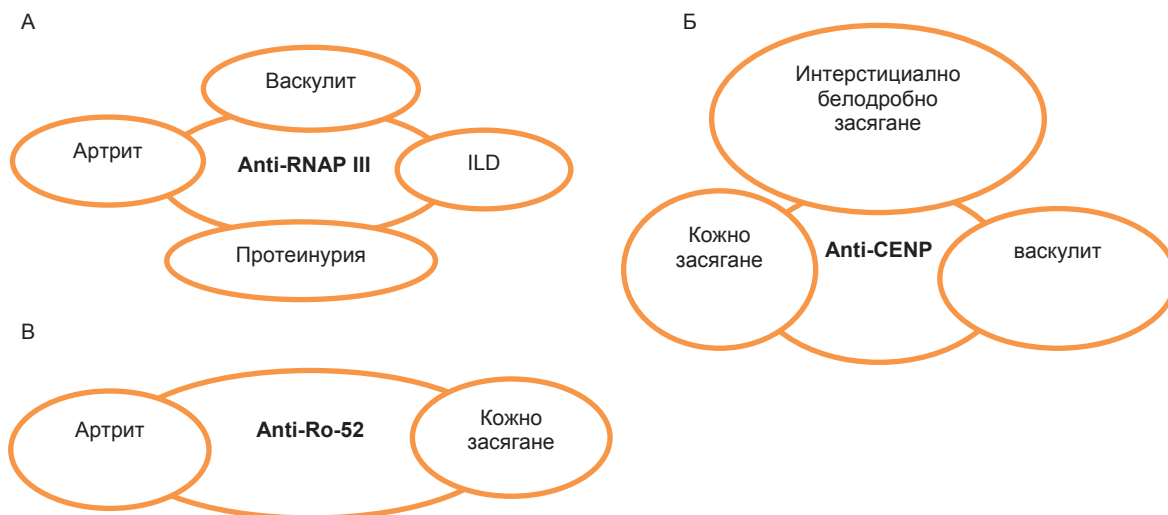 А
Васкулит
Артрит
Anti-RNAP III
ILD
Протеинурия
Б
Интерстициално
белодробно
засягане
Кожно
засягане
Anti-CENP
васкулит
В
Артрит
Anti-Ro-52
Кожно
засягане